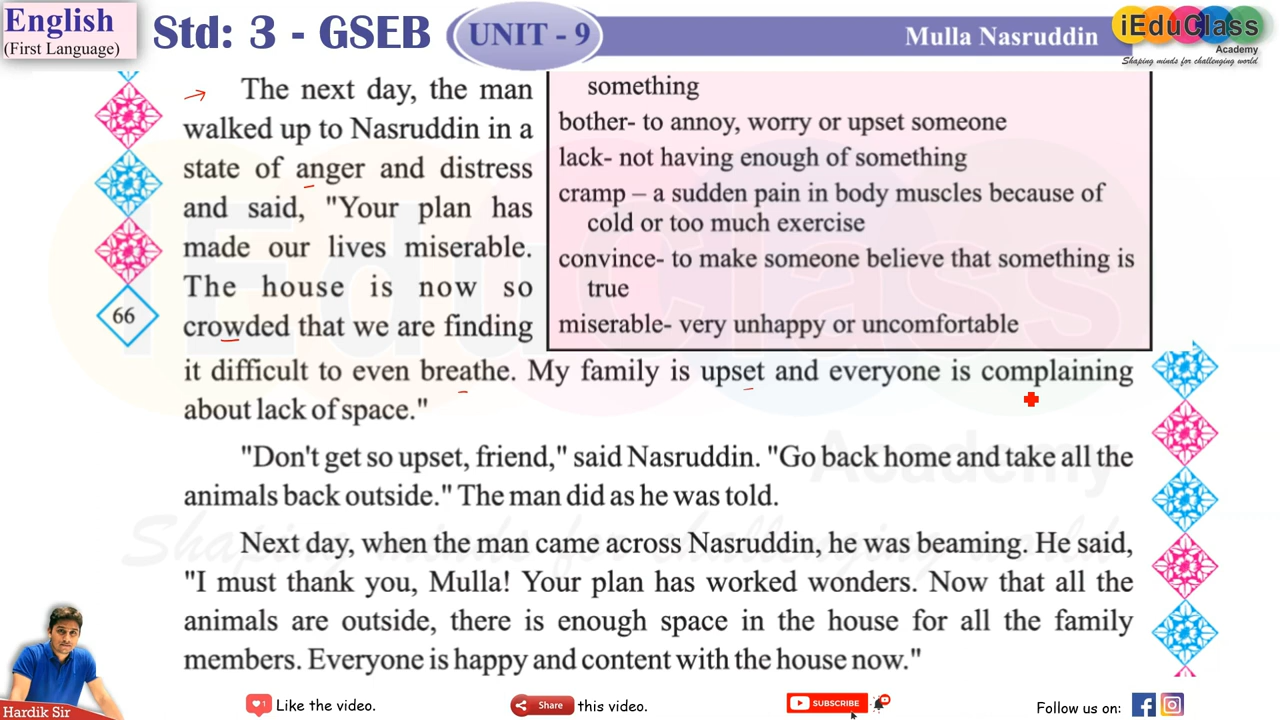 English
(First Language)
Std: 3 - GSEB
UNIT - 9
Mulla Nasruddin
iEduClass
Academy
Shaping minds for challenging world
The next day, the man
walked up to Nasruddin in a
state of anger and distress
and said, "Your plan has
made our lives miserable.
The house is now so
crowded that we are finding
it difficult to even breathe. My family is upset and everyone is complaining
about lack of space."
something
bother- to annoy, worry or upset someone
lack- not having enough of something
cramp – a sudden pain in body muscles because of
cold or too much exercise
convince- to make someone believe that something is
true
miserable- very unhappy or uncomfortable
66
"Don't get so upset, friend," said Nasruddin. "Go back home and take all the
animals back outside." The man did as he was told.
Next day, when the man came across Nasruddin, he was beaming. He said,
"I must thank you, Mulla! Your plan has worked wonders. Now that all the
animals are outside, there is enough space in the house for all the family
members. Everyone is happy and content with the house now."
iEduClass
Academy
Shaping minds for challenging world
Hardik Sir
1
Like the video.
Share this video.
SUBSCRIBE
Follow us on: